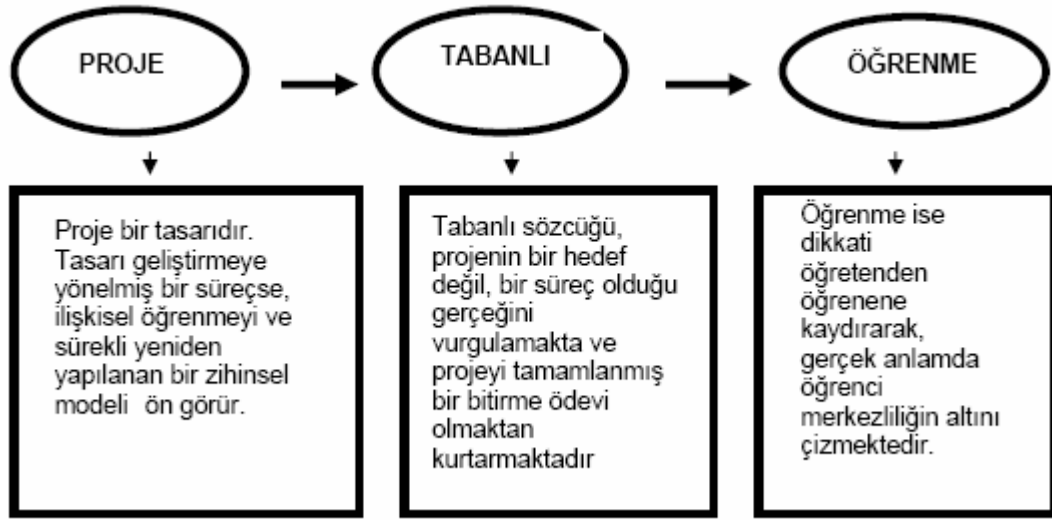 PROJE
TABANLI
ÖĞRENME
Proje bir tasarıdır.
Tasarı geliştirmeye
yönelmiş bir süreçse,
ilişkisel öğrenmeyi ve
sürekli yeniden
yapılanan bir zihinsel
modeli ön görür.
Tabanlı sözcüğü,
projenin bir hedef
değil, bir süreç olduğu
gerçeğini
vurgulamakta ve
projeyi tamamlanmış
bir bitirme ödevi
olmaktan
kurtarmaktadır
Öğrenme ise
dikkati
öğretenden
öğrenene
kaydırarak,
gerçek anlamda
öğrenci
merkezliliğin altını
çizmektedir.